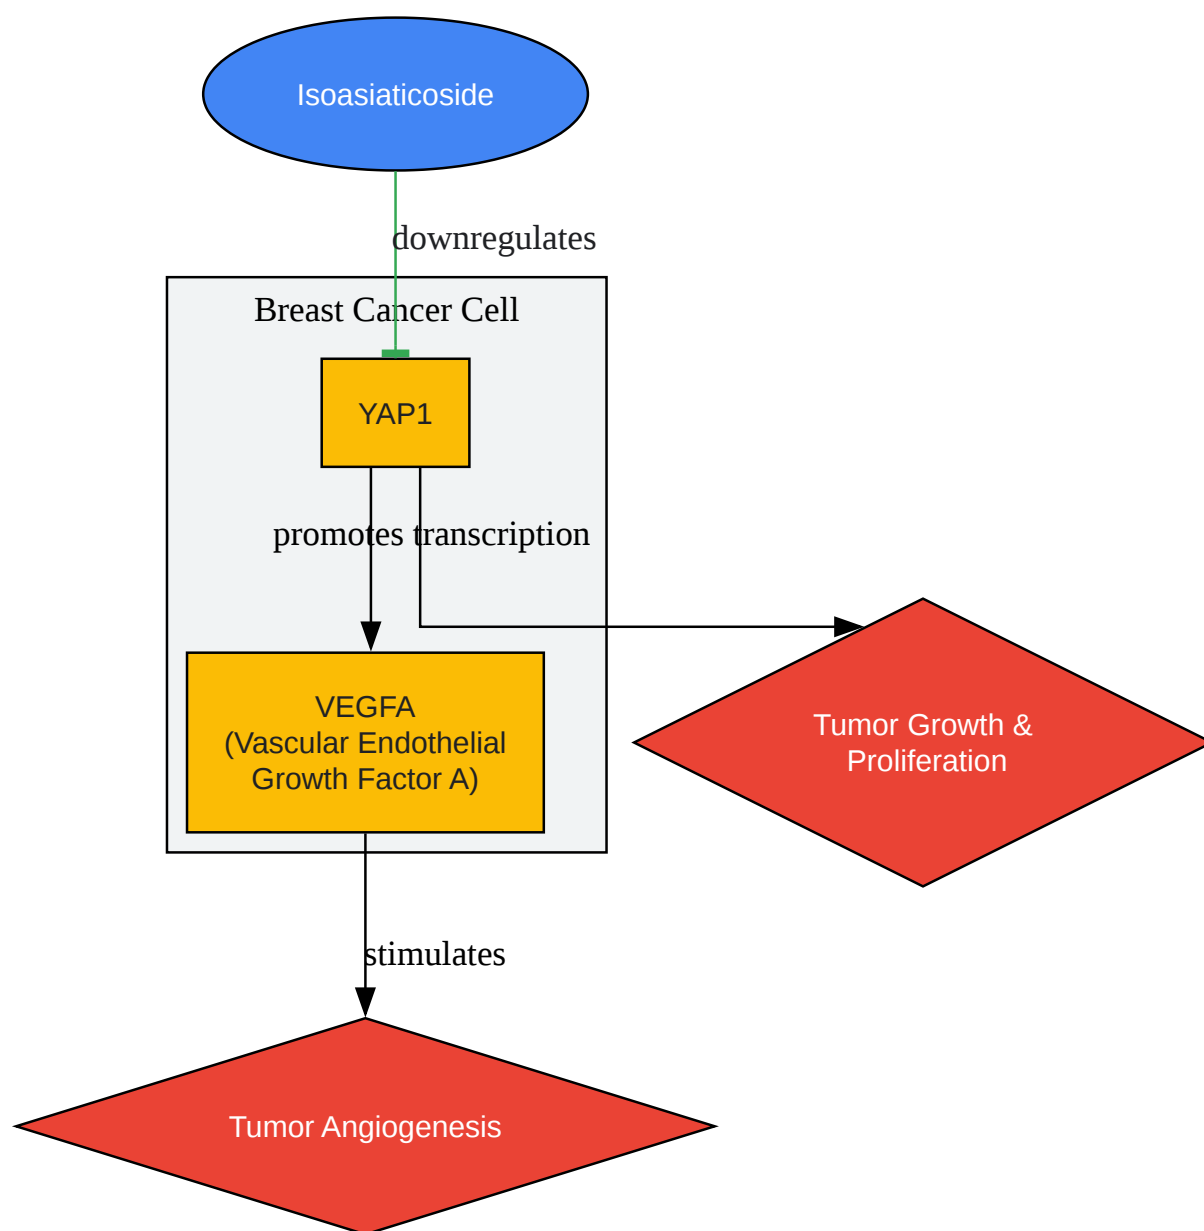 Isoasiaticoside
downregulates
Breast Cancer Cell
YAP1
promotes transcription
VEGFA
(Vascular Endothelial
Growth Factor A)
Tumor Growth &
Proliferation
stimulates
Tumor Angiogenesis